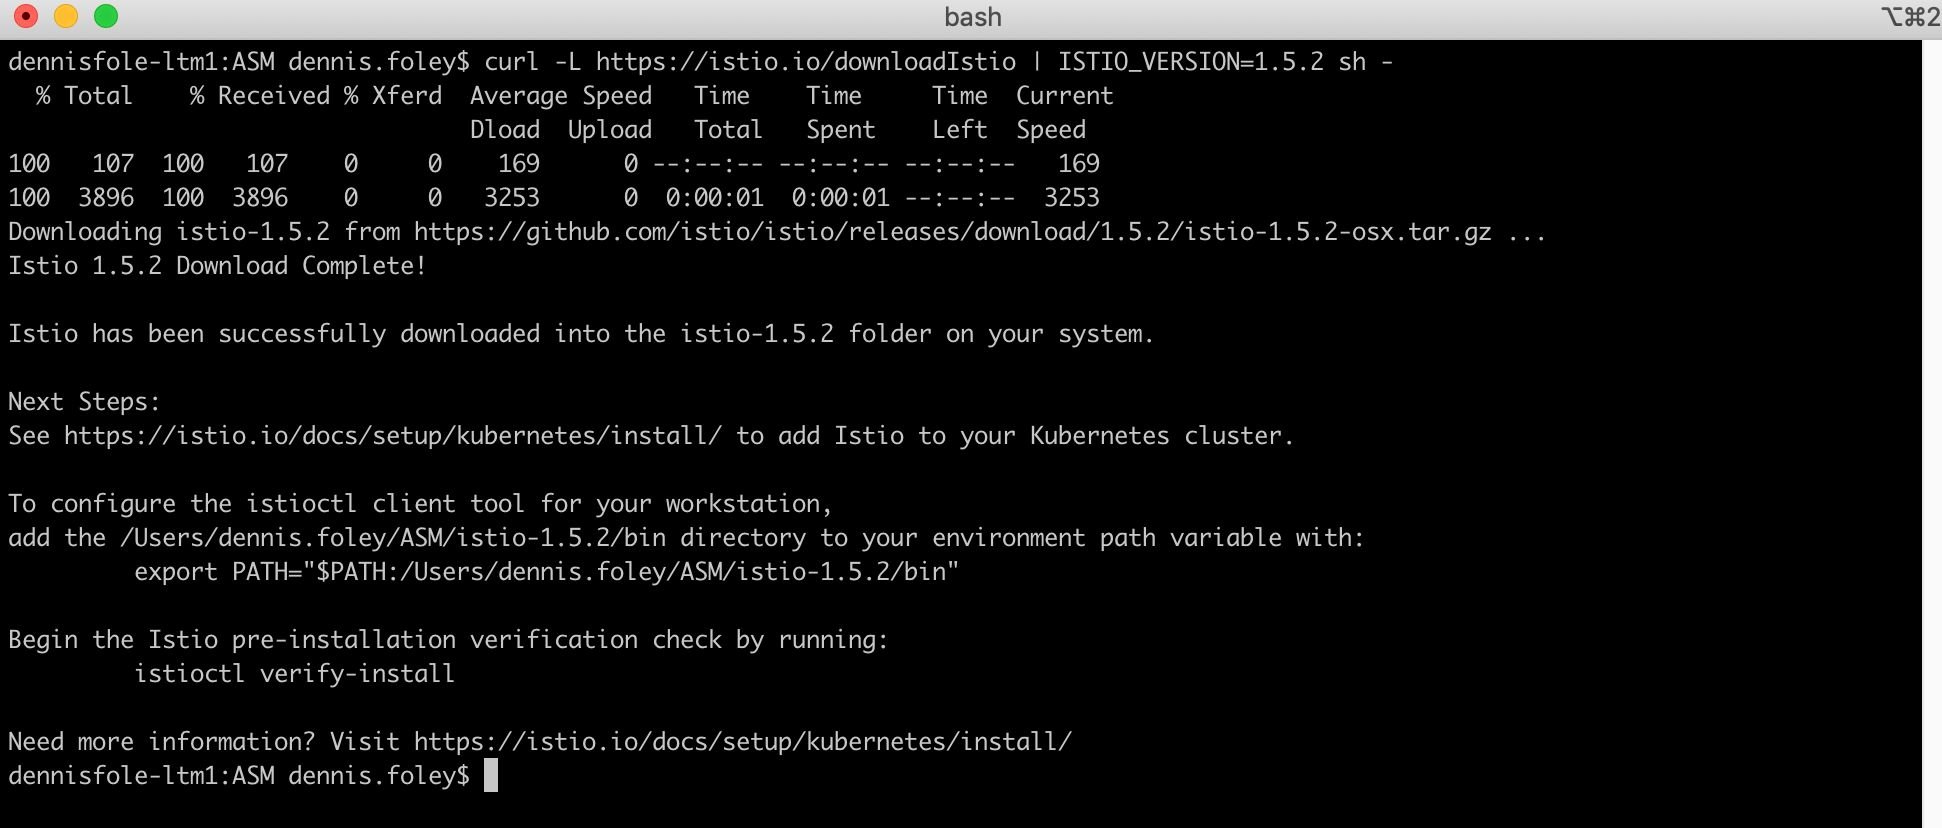 bash
⌥⌘2
dennisfole-ltm1:ASM dennis.foley$ curl -L https://istio.io/downloadIstio | ISTIO_VERSION=1.5.2 sh -
  % Total    % Received % Xferd  Average Speed   Time    Time     Time  Current
                                 Dload  Upload   Total   Spent    Left  Speed
100   107  100   107    0     0    169      0 --:--:-- --:--:-- --:--:--   169
100  3896  100  3896    0     0   3253      0  0:00:01  0:00:01 --:--:--  3253
Downloading istio-1.5.2 from https://github.com/istio/istio/releases/download/1.5.2/istio-1.5.2-osx.tar.gz ...
Istio 1.5.2 Download Complete!
Istio has been successfully downloaded into the istio-1.5.2 folder on your system.
Next Steps:
See https://istio.io/docs/setup/kubernetes/install/ to add Istio to your Kubernetes cluster.
To configure the istioctl client tool for your workstation,
add the /Users/dennis.foley/ASM/istio-1.5.2/bin directory to your environment path variable with:
         export PATH="$PATH:/Users/dennis.foley/ASM/istio-1.5.2/bin"
Begin the Istio pre-installation verification check by running:
         istioctl verify-install
Need more information? Visit https://istio.io/docs/setup/kubernetes/install/
dennisfole-ltm1:ASM dennis.foley$